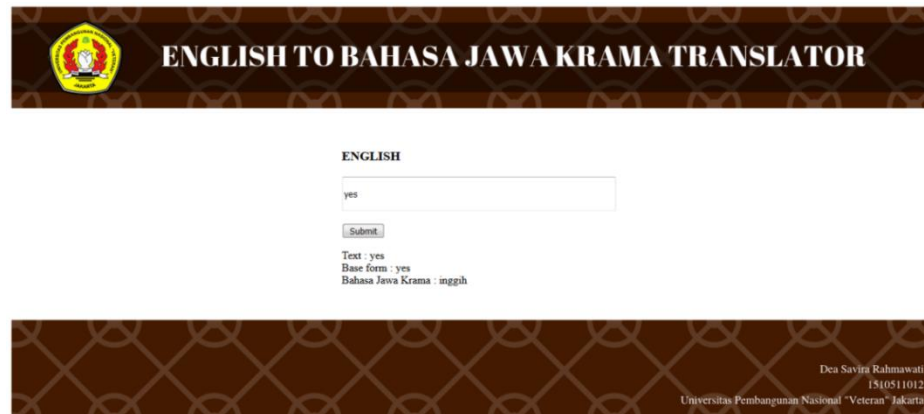 ENGLISH TO BAHASA JAWA KRAMA TRANSLATOR
JAKARTA
ENGLISH
yes
Submit
Text : yes
Base form : yes
Bahasa Jawa Krama : inggih
Dea Savira Rahmawati
1510511012
Universitas Pembangunan Nasional "Veteran" Jakarta